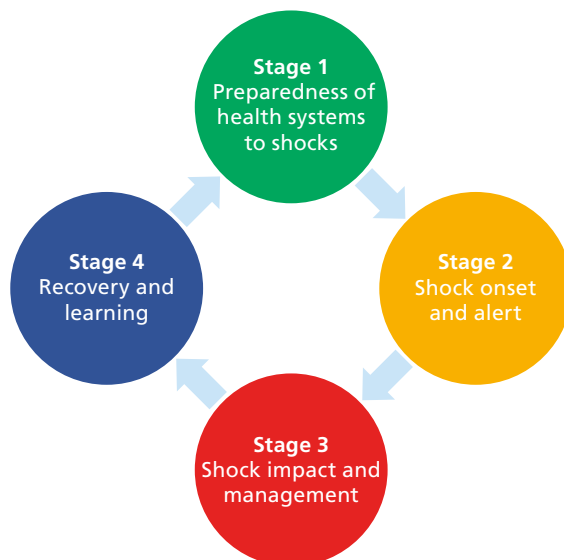 Stage 1
Preparedness of
health systems
to shocks
Stage 2
Shock onset
and alert
Stage 3
Shock impact and
management
Stage 4
Recovery and
learning